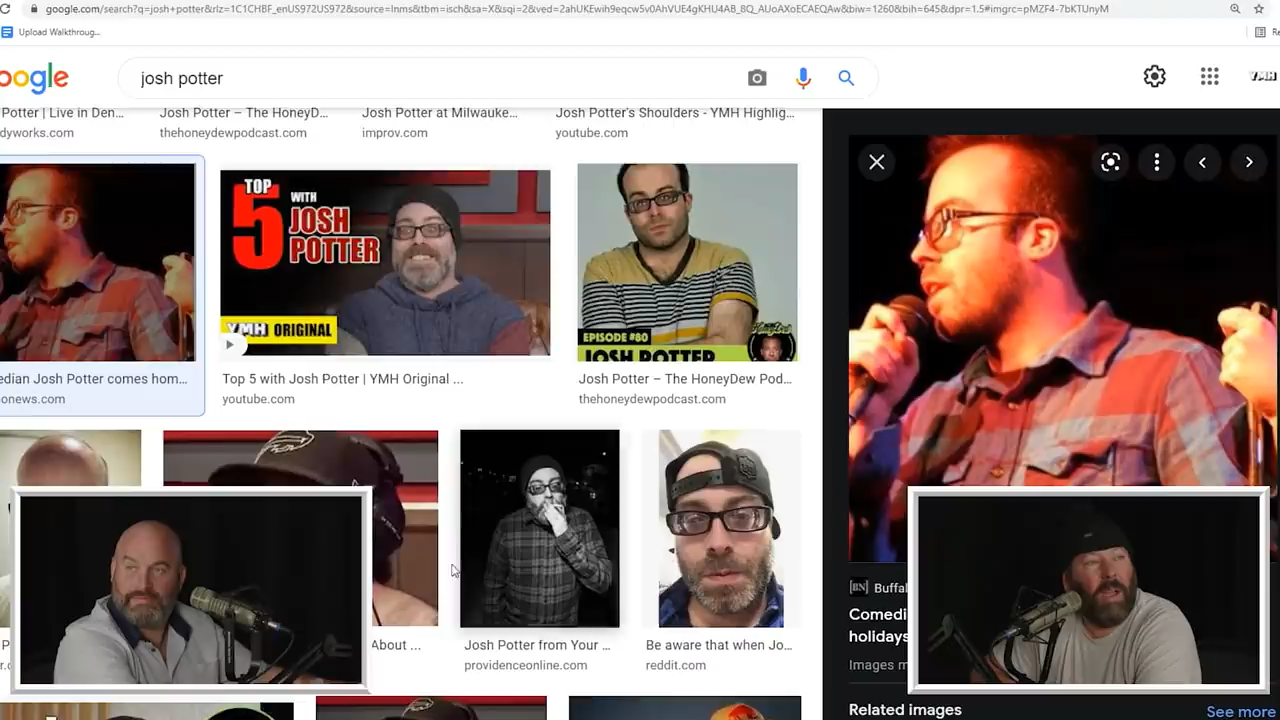 google.com/search?q=josh+potter&rlz=1C1CHBF_enUS972US972&source=lnms&tbm=isch&sa=X&sqi=2&ved=2ahUKEwih9eqcw5v0AhVUE4gKHU4AB_8Q_AUoAXoECAEQAw&biw=1260&bih=645&dpr=1.5#imgrc=pMZF4-7bKTUnyM
Upload Walkthroug...
Re
oogle
josh potter
YMH
Potter | Live in Den...
Josh Potter – The HoneyD...
Josh Potter at Milwaukee...
Josh Potter's Shoulders - YMH Highlig...
dyworks.com
thehoneydewpodcast.com
improv.com
youtube.com
TOP
5
WITH
JOSH
POTTER
YMH ORIGINAL
EPISODE #80
JOSH POTTER
edian Josh Potter comes hom...
Top 5 with Josh Potter | YMH Original ...
Josh Potter – The HoneyDew Pod...
onews.com
youtube.com
thehoneydewpodcast.com
BN
Buffal
Comedi
holidays
About ...
Josh Potter from Your ...
Be aware that when Jo...
r.c
providenceonline.com
reddit.com
Images m
Related images
See more